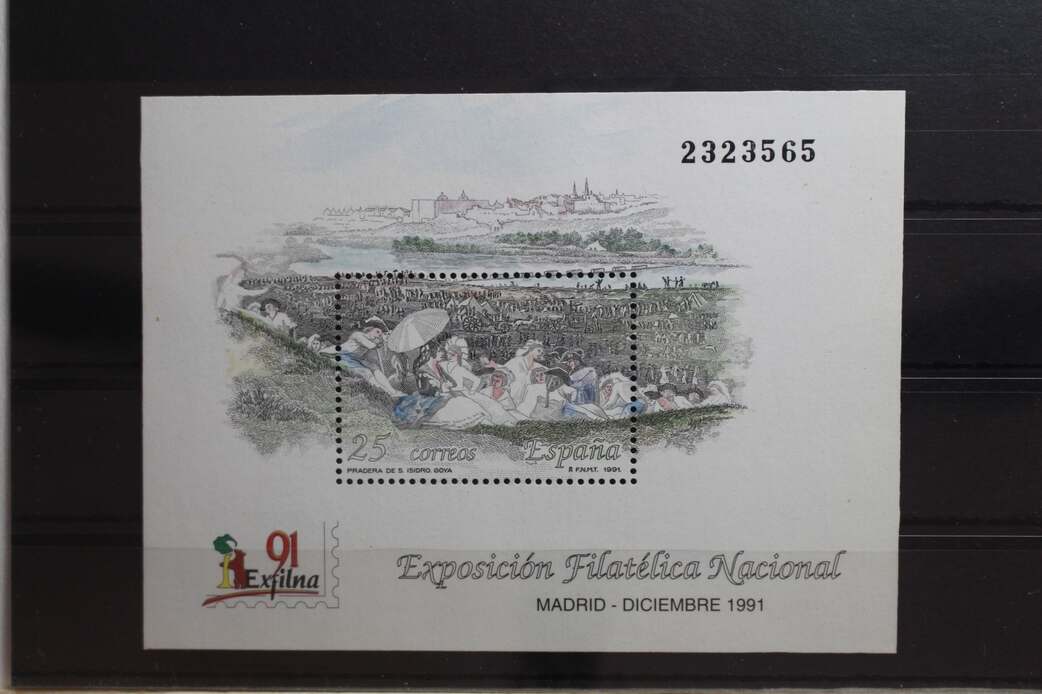 2323565
25 correos España
PRADERA DE S. ISIDRO. GOYA F.N.M.T. 1991.
91
Exfilna
Exposición Filatélica Nacional
MADRID - DICIEMBRE 1991